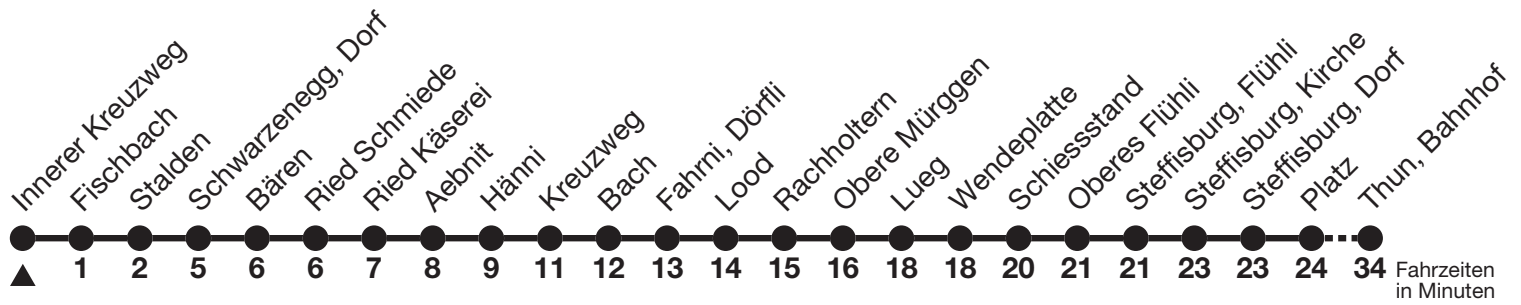 Innerer Kreuzweg
Fischbach
Stalden
Schwarzenegg, Dorf
Bären
Ried Schmiede
Ried Käserei
Aebnit
Hänni
Kreuzweg
Bach
Fahrni, Dörfli
Lood
Rachholtern
Obere Mürggen
Lueg
Wendeplatte
Schiessstand
Oberes Flühli
Steffisburg, Flühli
Steffisburg, Kirche
Steffisburg, Dorf
Platz
Thun, Bahnhof
1 2 5 6 6 7 8 9 11 12 13 14 15 16 18 18 20 21 21 23 23 24 34 Fahrzeiten
in Minuten